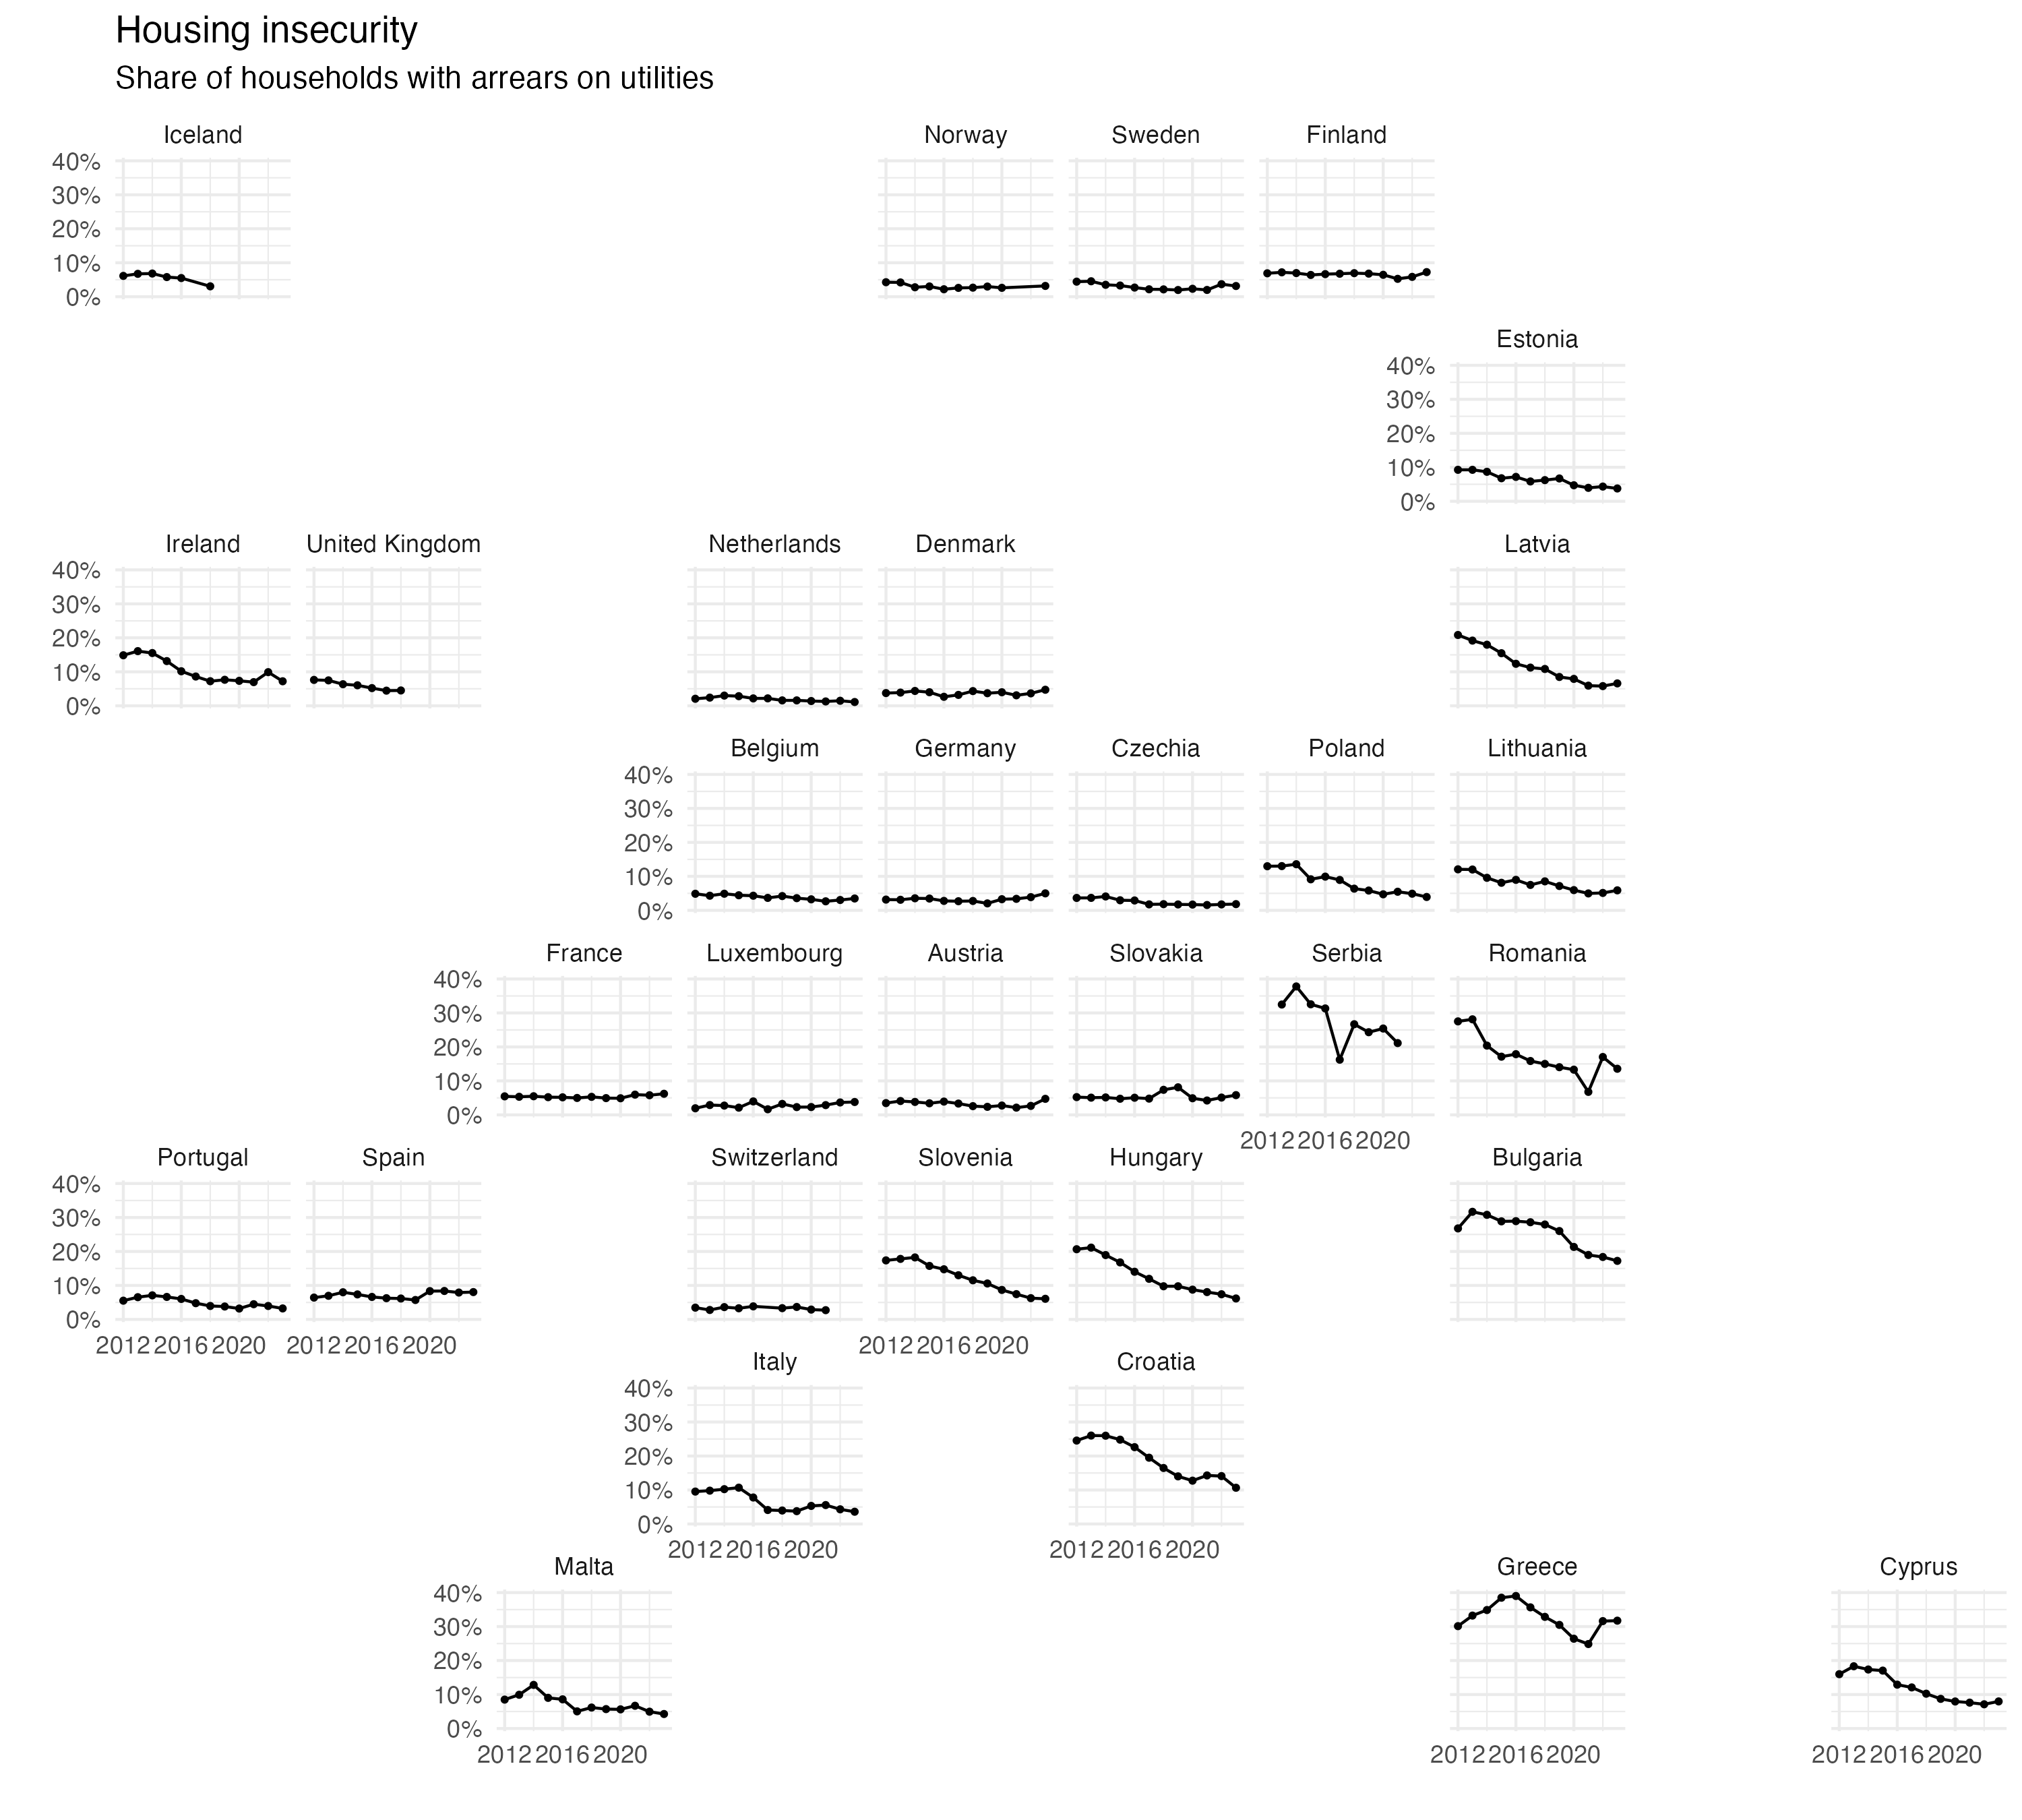 Housing insecurity
Share of households with arrears on utilities
Iceland Norway Sweden Finland
40%
30%
20%
10%
0%
Estonia
40%
30%
20%
10%
0%
Ireland United Kingdom Netherlands Denmark Latvia
40%
30%
20%
10%
0%
Belgium Germany Czechia Poland Lithuania
40%
30%
20%
10%
0%
France Luxembourg Austria Slovakia Serbia Romania
40%
30%
20%
10%
0%
2012 2016 2020
Portugal Spain Switzerland Slovenia Hungary Bulgaria
40%
30%
20%
10%
0%
2012 2016 2020 2012 2016 2020 2012 2016 2020
Italy Croatia
40%
30%
20%
10%
0%
2012 2016 2020 2012 2016 2020
Malta Greece Cyprus
40%
30%
20%
10%
0%
2012 2016 2020 2012 2016 2020 2012 2016 2020